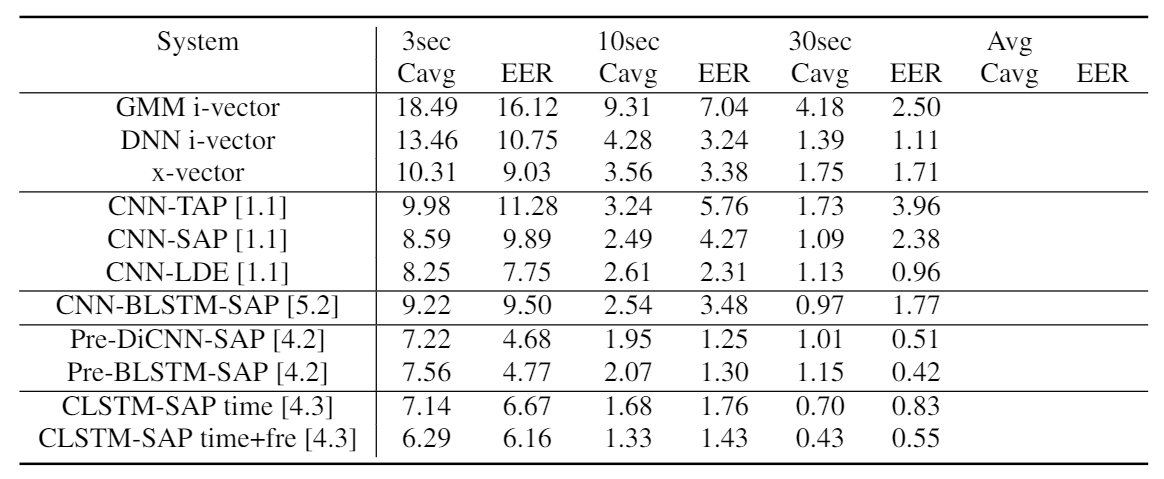 System 3sec 10sec 30sec Avg
Cavg EER Cavg EER Cavg EER Cavg EER
GMM i-vector 18.49 16.12 9.31 7.04 4.18 2.50
DNN i-vector 13.46 10.75 4.28 3.24 1.39 1.11
x-vector 10.31 9.03 3.56 3.38 1.75 1.71
CNN-TAP [1.1] 9.98 11.28 3.24 5.76 1.73 3.96
CNN-SAP [1.1] 8.59 9.89 2.49 4.27 1.09 2.38
CNN-LDE [1.1] 8.25 7.75 2.61 2.31 1.13 0.96
CNN-BLSTM-SAP [5.2] 9.22 9.50 2.54 3.48 0.97 1.77
Pre-DiCNN-SAP [4.2] 7.22 4.68 1.95 1.25 1.01 0.51
Pre-BLSTM-SAP [4.2] 7.56 4.77 2.07 1.30 1.15 0.42
CLSTM-SAP time [4.3] 7.14 6.67 1.68 1.76 0.70 0.83
CLSTM-SAP time+fre [4.3] 6.29 6.16 1.33 1.43 0.43 0.55